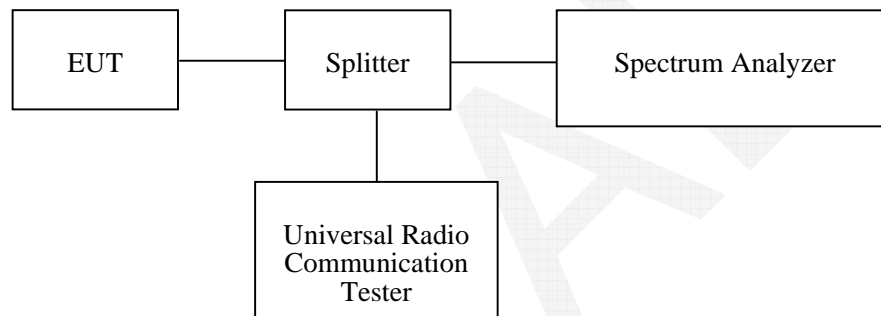 EUT
Splitter
Spectrum Analyzer
Universal Radio
Communication
Tester